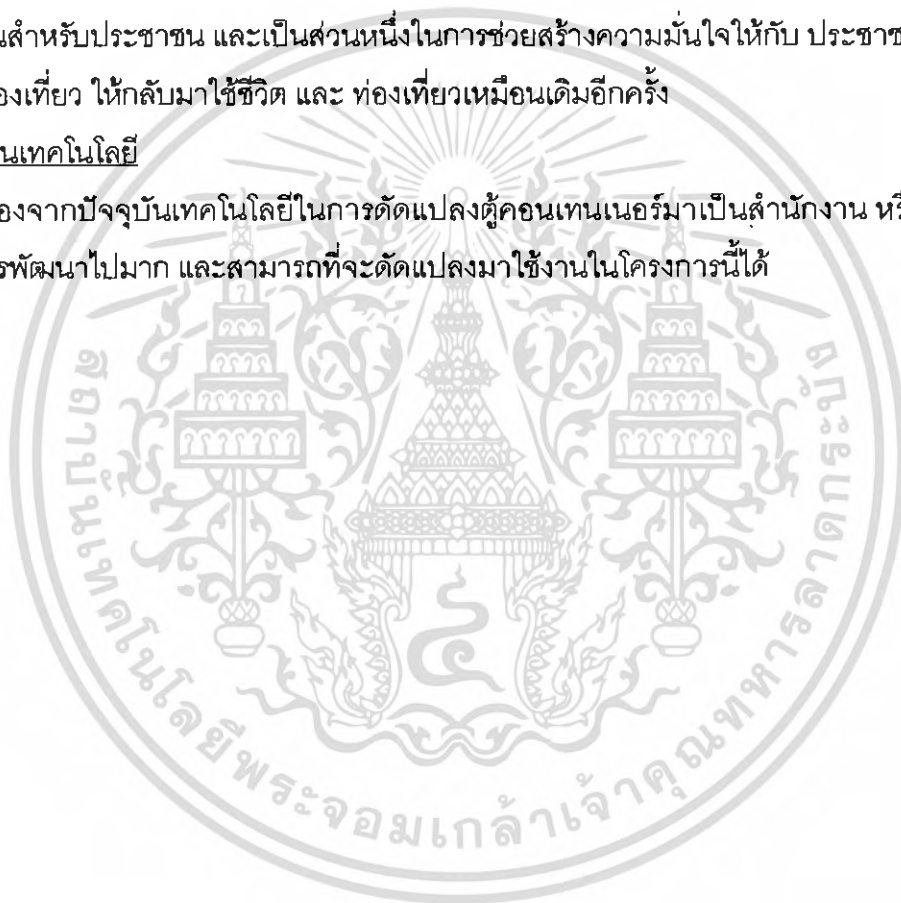 นสำหรับประชาชน และเป็นส่วนหนึ่งในการช่วยสร้างความมั่นใจให้กับ ประชาช
องเที่ยว ให้กลับมาใช้ชีวิต และ ท่องเที่ยวเหมือนเดิมอีกครั้ง
นเทคโนโลยี
องจากปัจจุบันเทคโนโลยีในการดัดแปลงตู้คอนเทนเนอร์มาเป็นสำนักงาน หรื
รพัฒนาไปมาก และสามารถที่จะดัดแปลงมาใช้งานในโครงการนี้ได้
สถาบันเทคโนโลยีพระจอมเกล้าเจ้าคุณทหารลาดกระบัง
๔